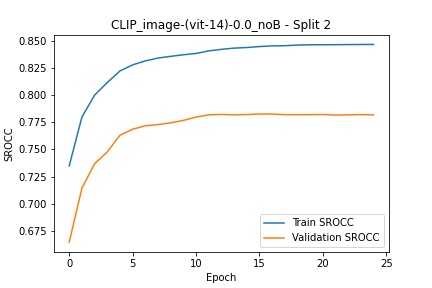 CLIP_image-(vit-14)-0.0_noB - Split 2
0.850
0.825
0.800
0.775
0.750
0.725
0.700
0.675
SROCC
Train SROCC
Validation SROCC
0 5 10 15 20 25
Epoch